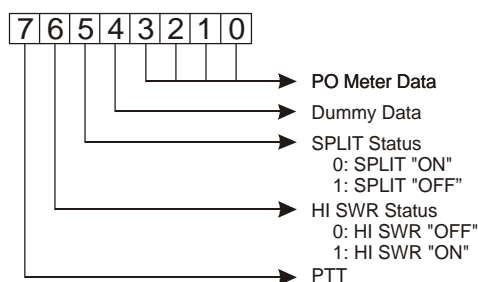 7 6 5 4 3 2 1 0
PO Meter Data
Dummy Data
SPLIT Status
0: SPLIT "ON"
1: SPLIT "OFF”
HI SWR Status
0: HI SWR "OFF"
1: HI SWR "ON"
PTT